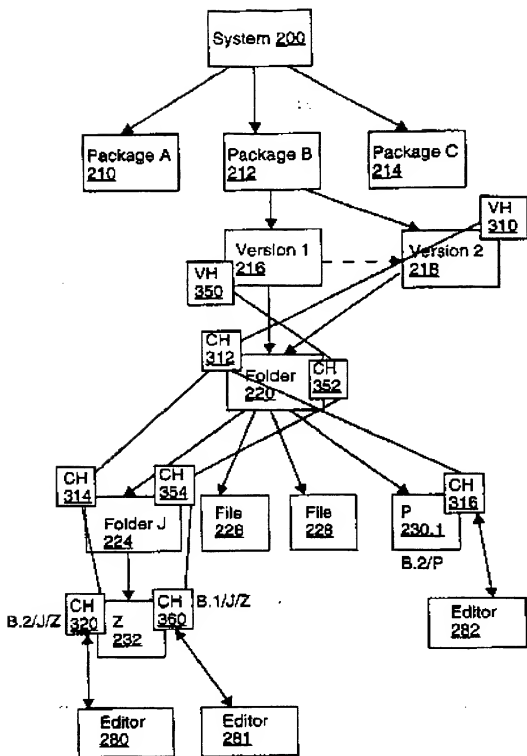 System 200
Package A
210
Package B
212
Package C
214
VH
310
Version 1
216
Version 2
218
VH
350
CH
312
Folder
220
CH
352
CH
314
CH
354
Folder J
224
File
226
File
228
P
230.1
CH
316
B.2/P
B.2/J/Z
CH
320
Z
232
CH
360
B.1/J/Z
Editor
282
Editor
280
Editor
281